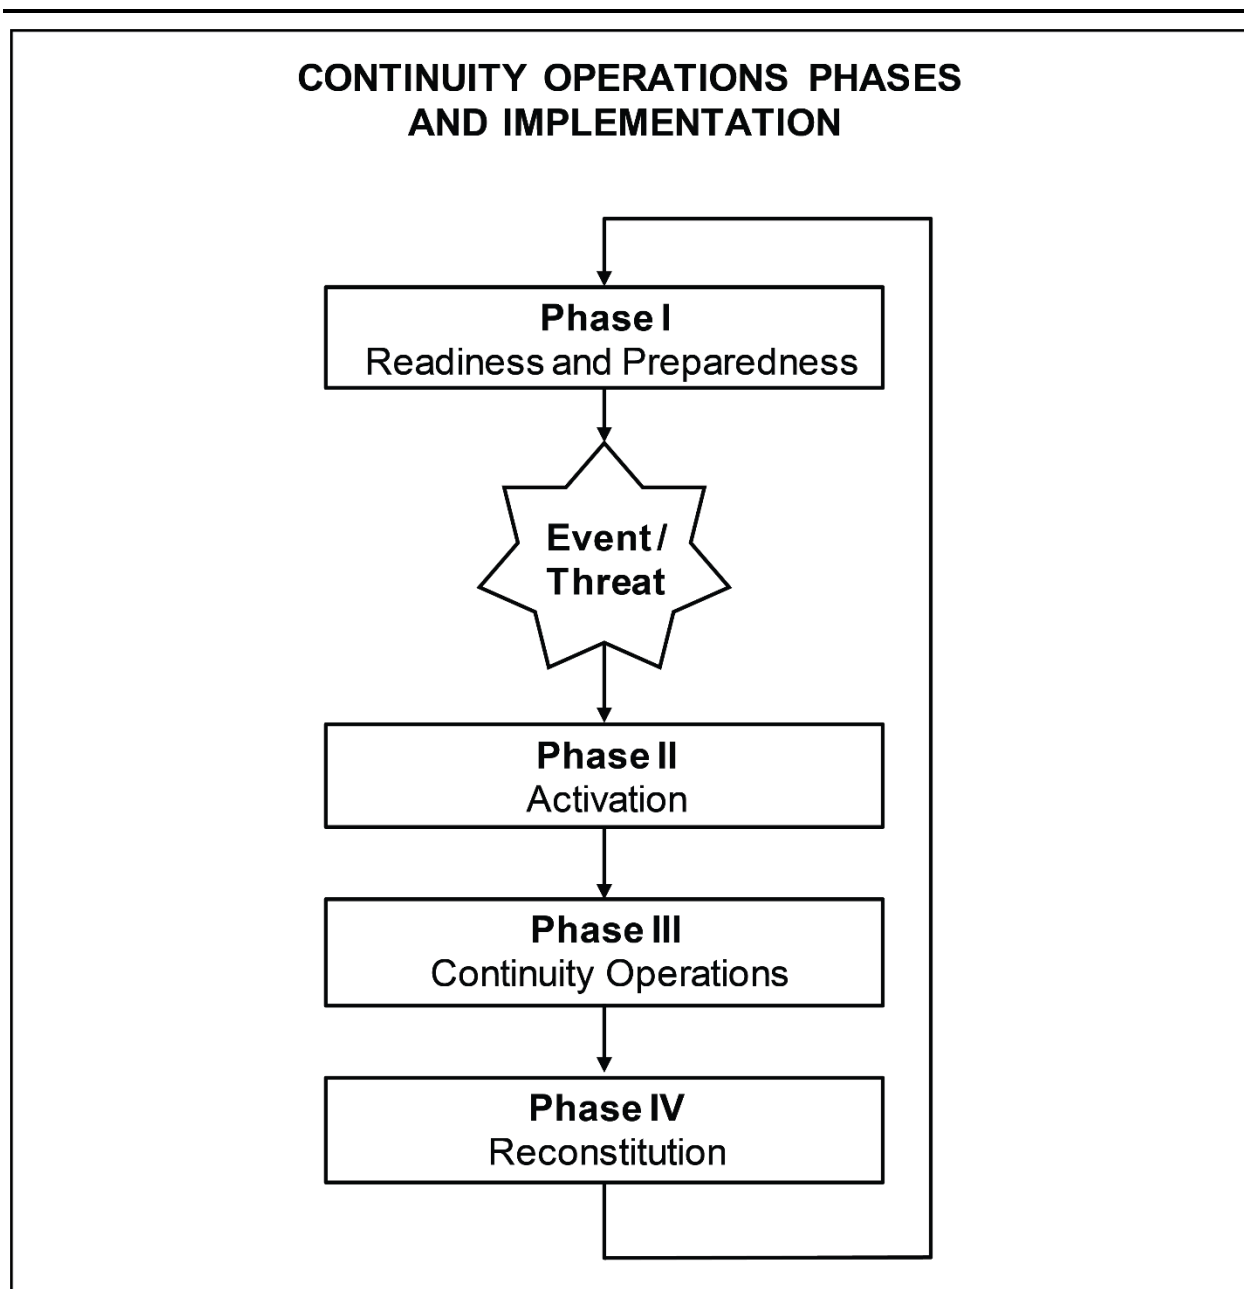 CONTINUITY OPERATIONS PHASES
AND IMPLEMENTATION
Phase I
Readiness and Preparedness
Event /
Threat
Phase II
Activation
Phase III
Continuity Operations
Phase IV
Reconstitution